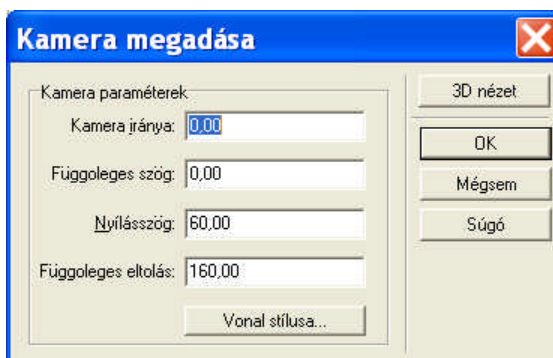 Kamera megadása
Kamera paraméterek
Kamera iránya: 0,00
Függoleges szög: 0,00
Nyílásszög: 60,00
Függoleges eltolás: 160,00
Vonal stílusa...
3D nézet
OK
Mégsem
Súgó